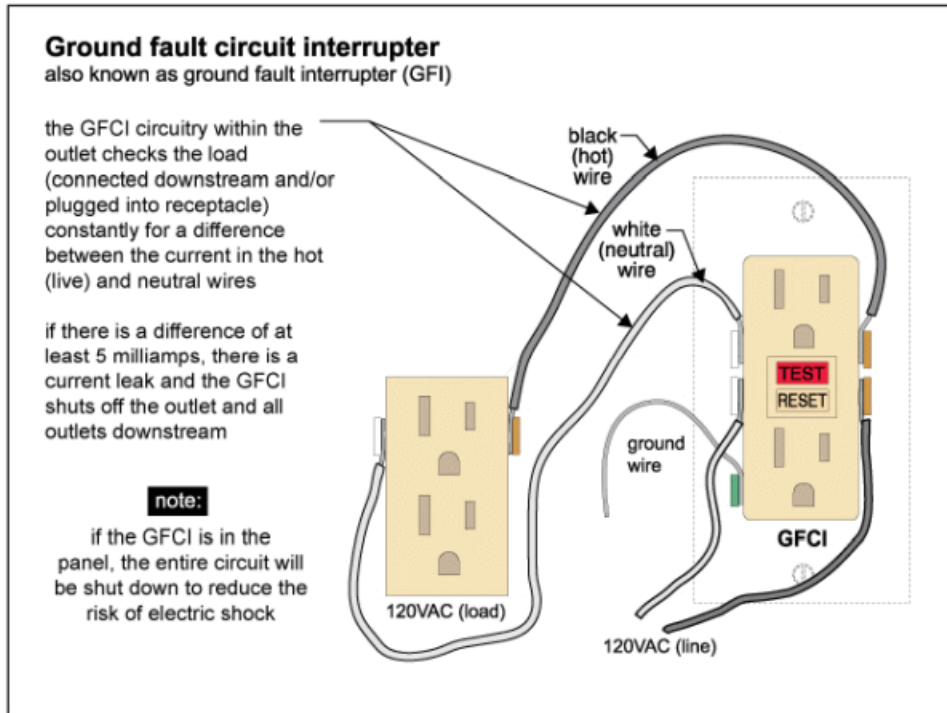 Ground fault circuit interrupter
also known as ground fault interrupter (GFI)
the GFCI circuitry within the
outlet checks the load
(connected downstream and/or
plugged into receptacle)
constantly for a difference
between the current in the hot
(live) and neutral wires
if there is a difference of at
least 5 milliamps, there is a
current leak and the GFCI
shuts off the outlet and all
outlets downstream
note:
if the GFCI is in the
panel, the entire circuit will
be shut down to reduce the
risk of electric shock
black
(hot)
wire
white
(neutral)
wire
TEST
RESET
ground
wire
GFCI
120VAC (load)
120VAC (line)